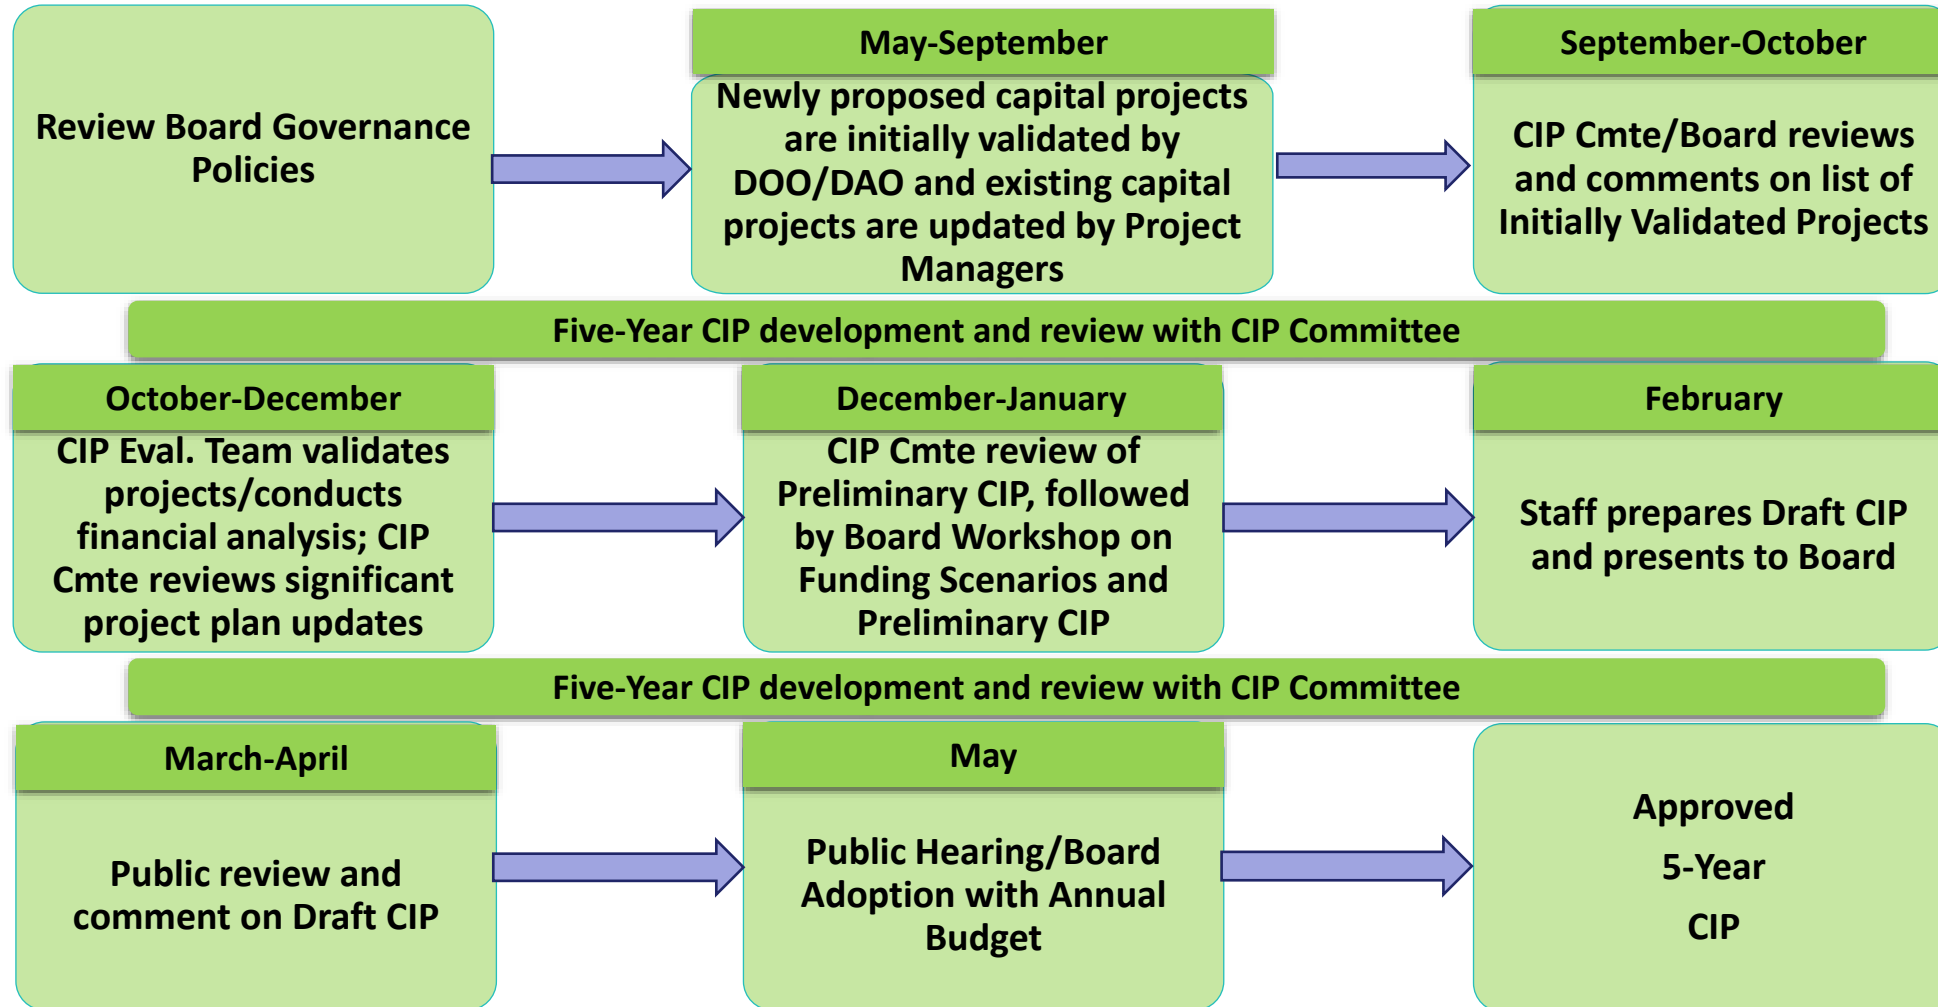 Review Board Governance
Policies
May-September
Newly proposed capital projects
are initially validated by
DOO/DAO and existing capital
projects are updated by Project
Managers
September-October
CIP Cmte/Board reviews
and comments on list of
Initially Validated Projects
Five-Year CIP development and review with CIP Committee
October-December
CIP Eval. Team validates
projects/conducts
financial analysis; CIP
Cmte reviews significant
project plan updates
December-January
CIP Cmte review of
Preliminary CIP, followed
by Board Workshop on
Funding Scenarios and
Preliminary CIP
February
Staff prepares Draft CIP
and presents to Board
Five-Year CIP development and review with CIP Committee
March-April
Public review and
comment on Draft CIP
May
Public Hearing/Board
Adoption with Annual
Budget
Approved
5-Year
CIP